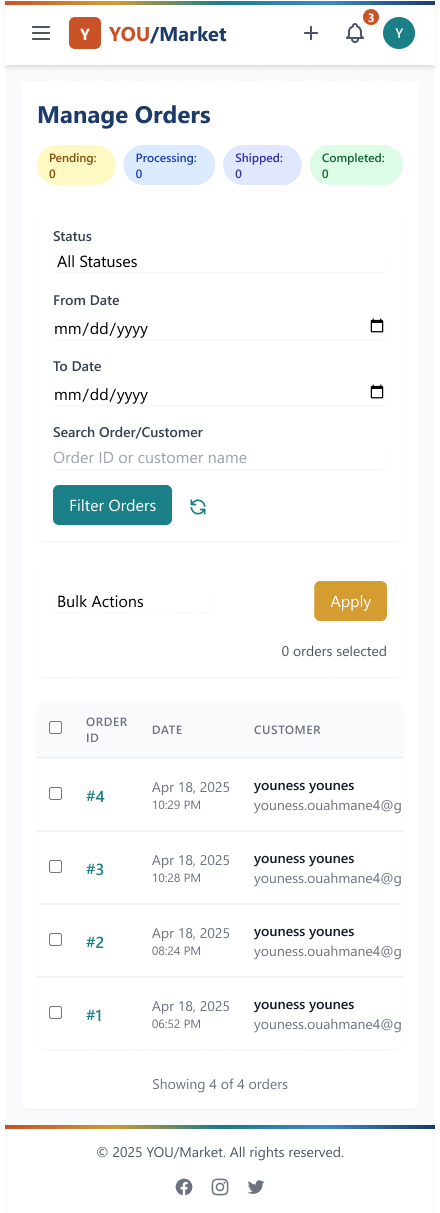 Y YOU/Market 3 Y
Manage Orders
Pending: Processing: Shipped: Completed:
0 0 0 0
Status
All Statuses
From Date
mm/dd/yyyy
To Date
mm/dd/yyyy
Search Order/Customer
Order ID or customer name
Filter Orders
Bulk Actions Apply
0 orders selected
ORDER ID DATE CUSTOMER
#4 Apr 18, 2025 youness younes
10:29 PM youness.ouahmane4@g
#3 Apr 18, 2025 youness younes
10:28 PM youness.ouahmane4@g
#2 Apr 18, 2025 youness younes
08:24 PM youness.ouahmane4@g
#1 Apr 18, 2025 youness younes
06:52 PM youness.ouahmane4@g
Showing 4 of 4 orders
© 2025 YOU/Market. All rights reserved.